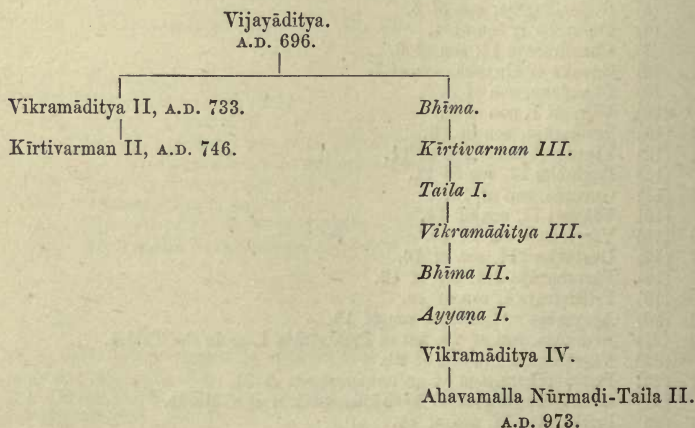 Vijayāditya.
A.D. 696.
Vikramāditya II, A.D. 733.
Bhīma.
Kīrtivarman II, A.D. 746.
Kīrtivarman III.
Taila I.
Vikramāditya III.
Bhīma II.
Ayyaṇa I.
Vikramāditya IV.
Ahavamalla Nūrmaḍi-Taila II.
A.D. 973.